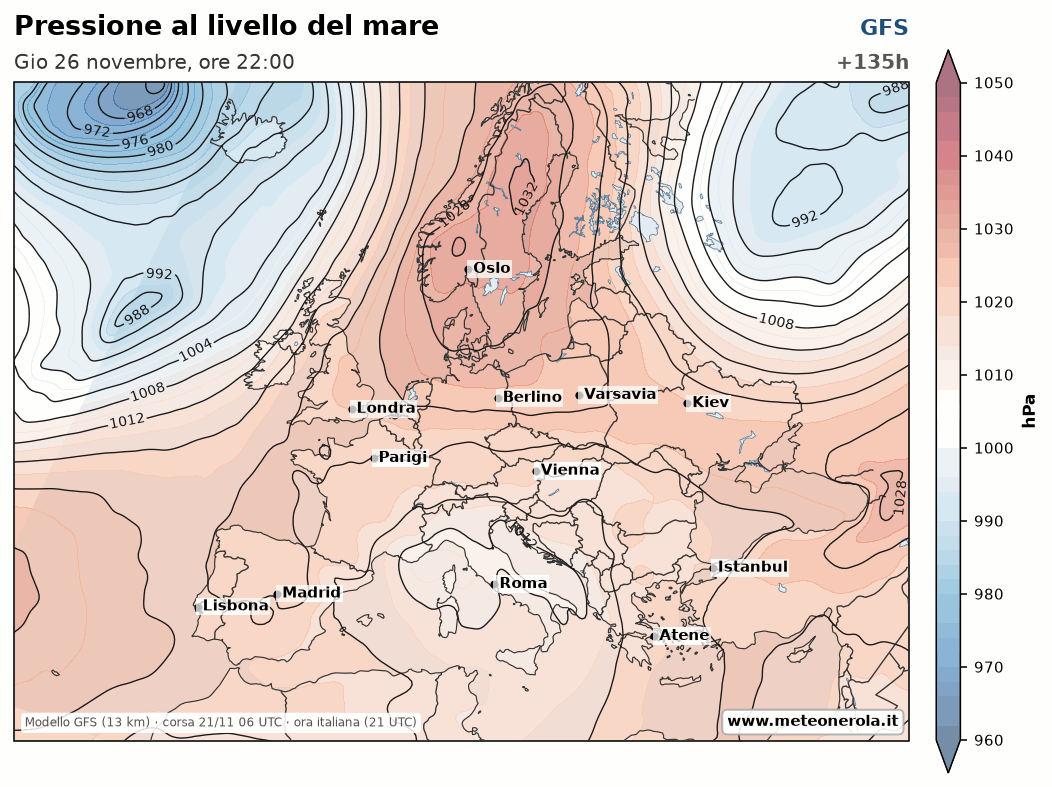 Pressione al livello del mare
GFS
Gio 26 novembre, ore 22:00
+135h
1050
1040
1030
1020
1010
1000
990
980
970
960
hPa
968
972
976
980
988
992
1028
1032
Oslo
992
988
1004
1008
1008
1012
Londra
Berlino
Varsavia
Kiev
Parigi
Vienna
1028
1012
Roma
Istanbul
Madrid
Lisbona
Atene
Modello GFS (13 km) · corsa 21/11 06 UTC · ora italiana (21 UTC)
www.meteonerola.it